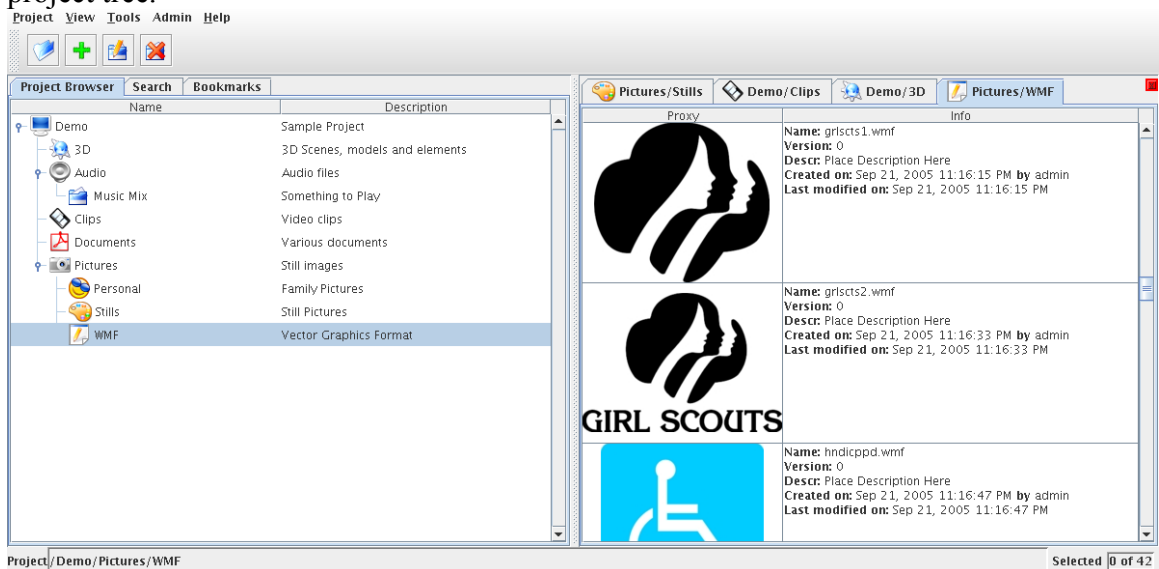 project tree.
Project View Tools Admin Help
Project Browser Search Bookmarks
Name Description
Demo Sample Project
3D 3D Scenes, models and elements
Audio Audio files
Music Mix Something to Play
Clips Video clips
Documents Various documents
Pictures Still images
Personal Family Pictures
Stills Still Pictures
WMF Vector Graphics Format
Pictures/Stills Demo/Clips Demo/3D Pictures/WMF
Proxy Info
Name: grlscts1.wmf
Version: 0
Descr: Place Description Here
Created on: Sep 21, 2005 11:16:15 PM by admin
Last modified on: Sep 21, 2005 11:16:15 PM
GIRL SCOUTS
Name: grlscts2.wmf
Version: 0
Descr: Place Description Here
Created on: Sep 21, 2005 11:16:33 PM by admin
Last modified on: Sep 21, 2005 11:16:33 PM
Name: hndicppd.wmf
Version: 0
Descr: Place Description Here
Created on: Sep 21, 2005 11:16:47 PM by admin
Last modified on: Sep 21, 2005 11:16:47 PM
Project /Demo/Pictures/WMF Selected 0 of 42